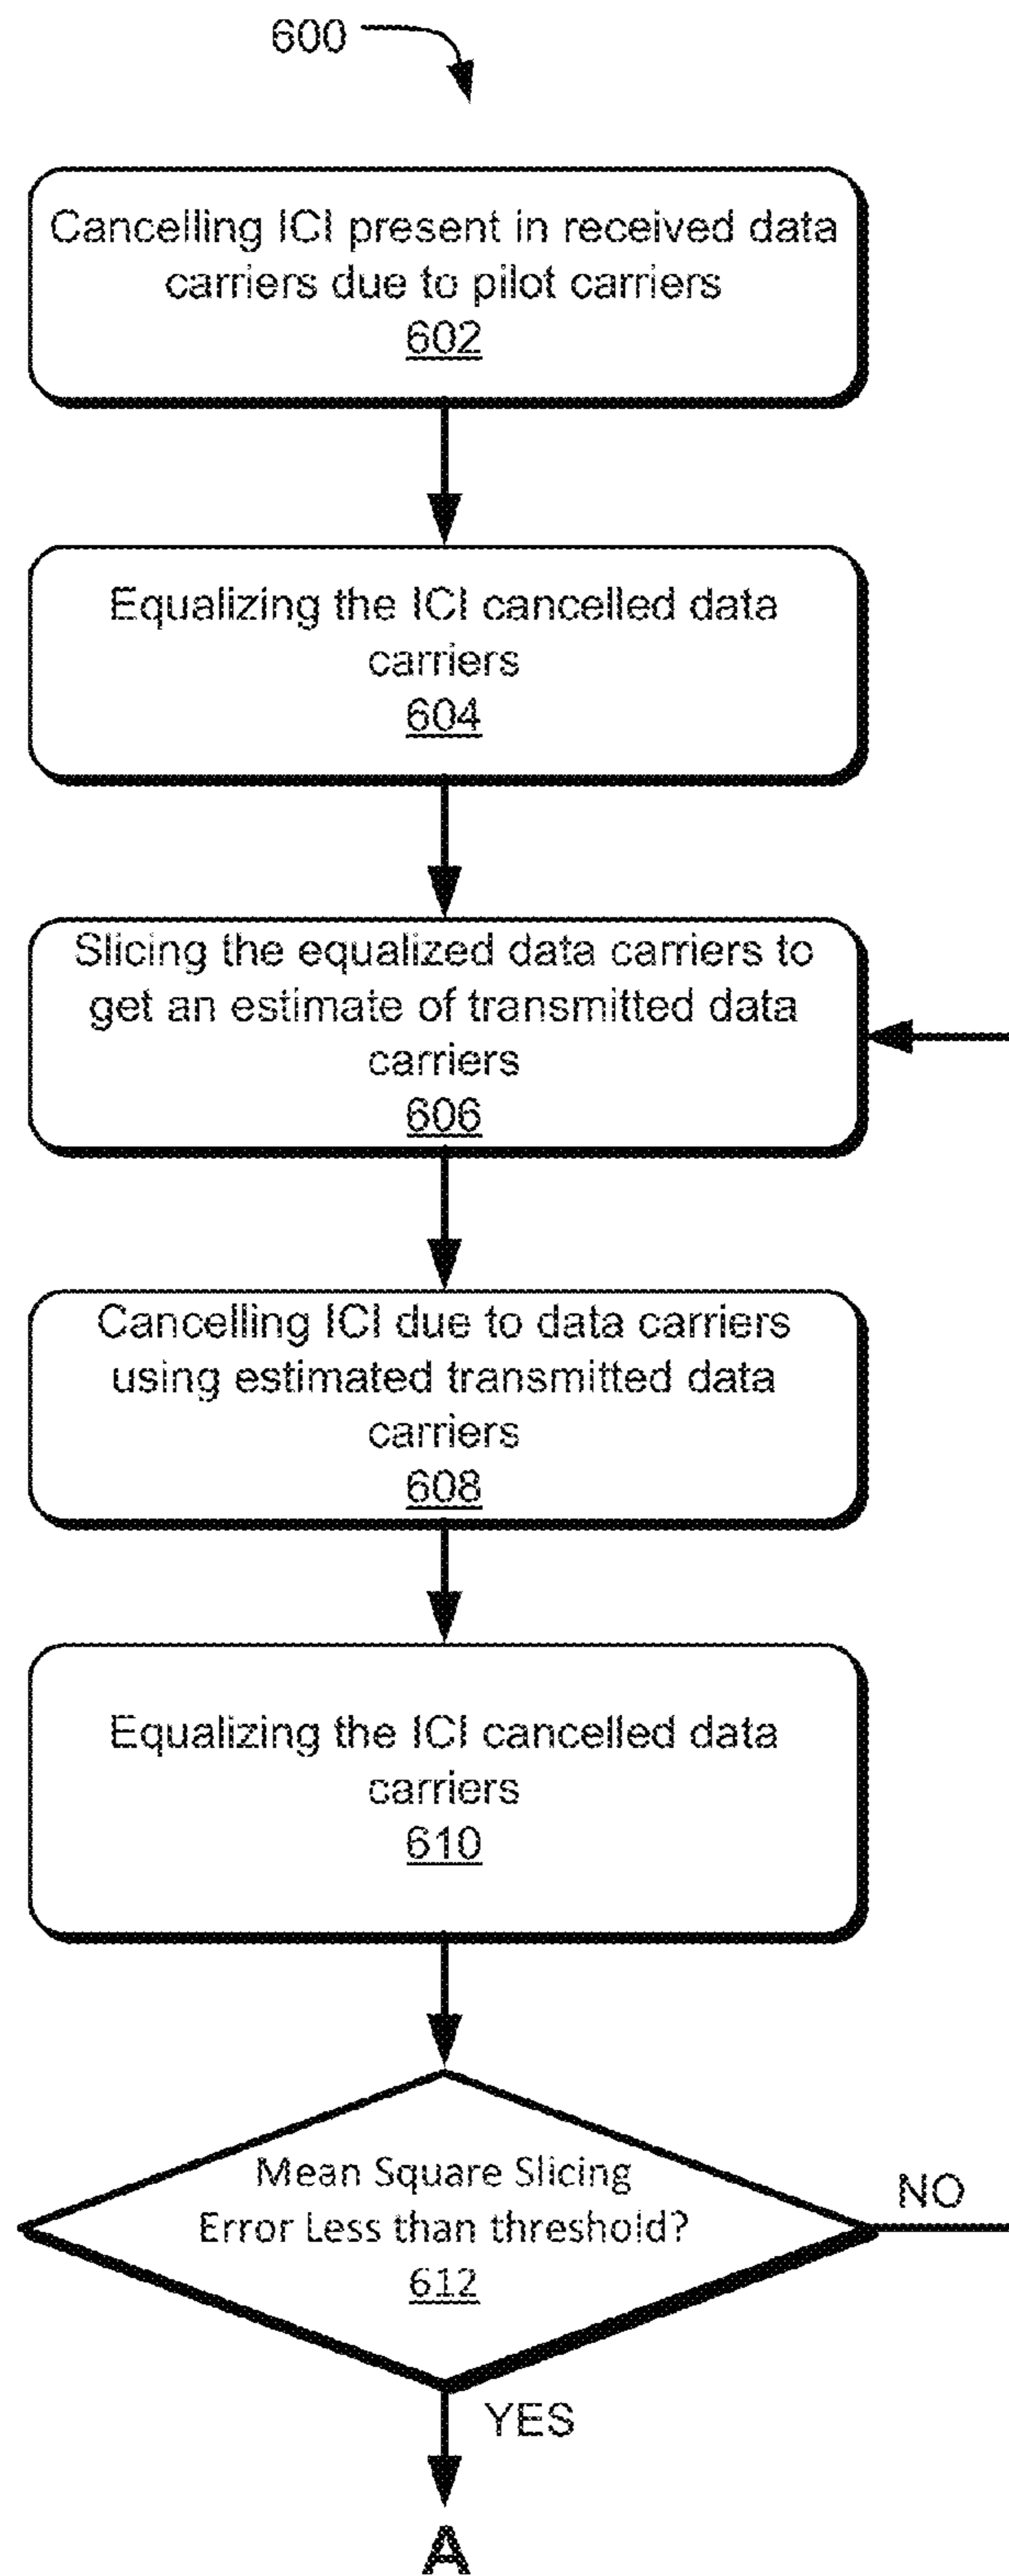 600
Cancelling ICI present in received data
carriers due to pilot carriers
602
Equalizing the ICI cancelled data
carriers
604
Slicing the equalized data carriers to
get an estimate of transmitted data
carriers
606
Cancelling ICI due to data carriers
using estimated transmitted data
carriers
608
Equalizing the ICI cancelled data
carriers
610
Mean Square Slicing
Error Less than threshold?
612
NO
YES
A